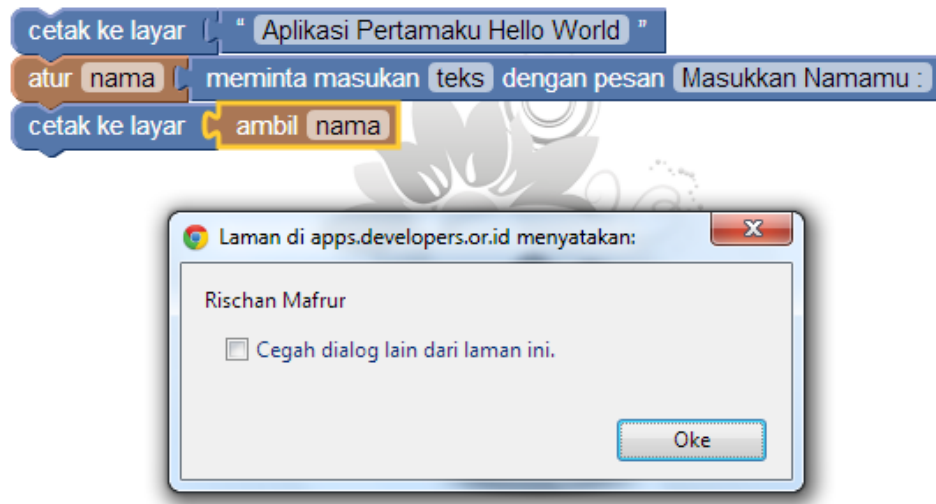 cetak ke layar “ Aplikasi Pertamaku Hello World ”
atur nama meminta masukan teks dengan pesan Masukkan Namamu :
cetak ke layar ambil nama
Laman di apps.developers.or.id menyatakan:
Rischan Mafrur
Cegah dialog lain dari laman ini.
Oke